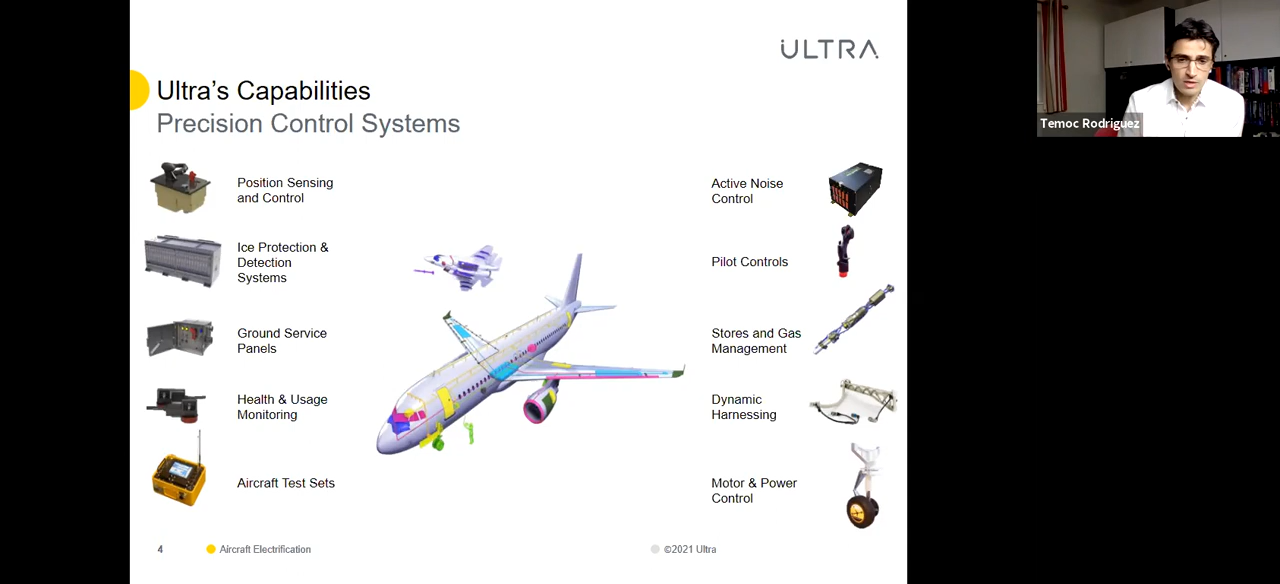 ULTRA
Ultra's Capabilities
Precision Control Systems
Position Sensing
and Control
Ice Protection &
Detection
Systems
Ground Service
Panels
Health & Usage
Monitoring
Aircraft Test Sets
Active Noise
Control
Pilot Controls
Stores and Gas
Management
Dynamic
Harnessing
Motor & Power
Control
4
Aircraft Electrification
©2021 Ultra
Temoc Rodriguez